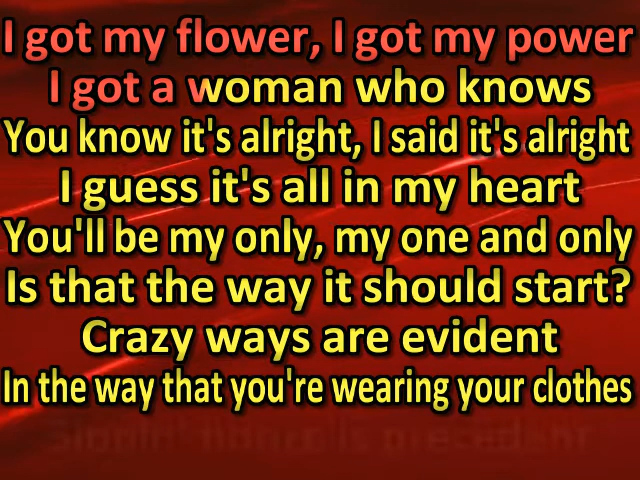 I got my flower, I got my power
I got a woman who knows
You know it's alright, I said it's alright
I guess it's all in my heart
You'll be my only, my one and only
Is that the way it should start?
Crazy ways are evident
In the way that you're wearing your clothes